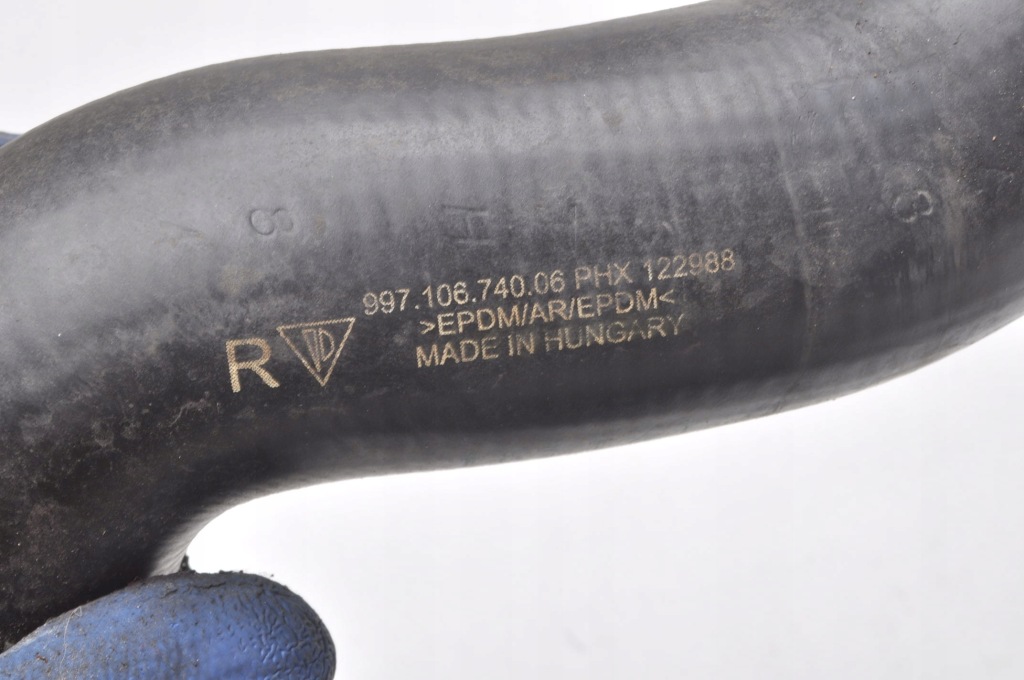 997.106.740.06 PHX 122988
>EPDM/AR/EPDM<
MADE IN HUNGARY
R